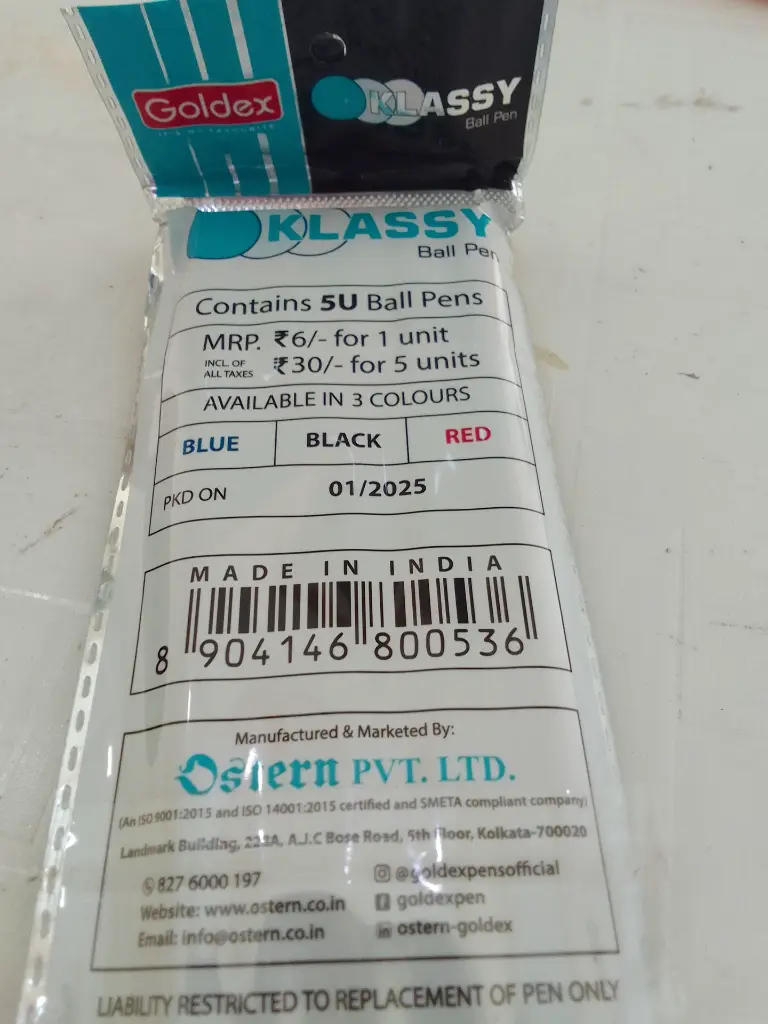 Goldex
IT'S MY FAVOURITE
KLASSY
Ball Pen
KLASSY
Ball Pen
Contains 5U Ball Pens
MRP. ₹6/- for 1 unit
INCL. OF
ALL TAXES
₹30/- for 5 units
AVAILABLE IN 3 COLOURS
BLUE BLACK RED
PKD ON 01/2025
MADE IN INDIA
8 904146 800536
Manufactured & Marketed By:
Ostern PVT. LTD.
(An ISO 9001:2015 and ISO 14001:2015 certified and SMETA compliant company)
Landmark Building, A.J.C Bose Road, 5th Floor, Kolkata-700020
827 6000 197
@goldexpensofficial
Website: www.ostern.co.in
goldexpen
Email: info@ostern.co.in
ostern-goldex
LIABILITY RESTRICTED TO REPLACEMENT OF PEN ONLY